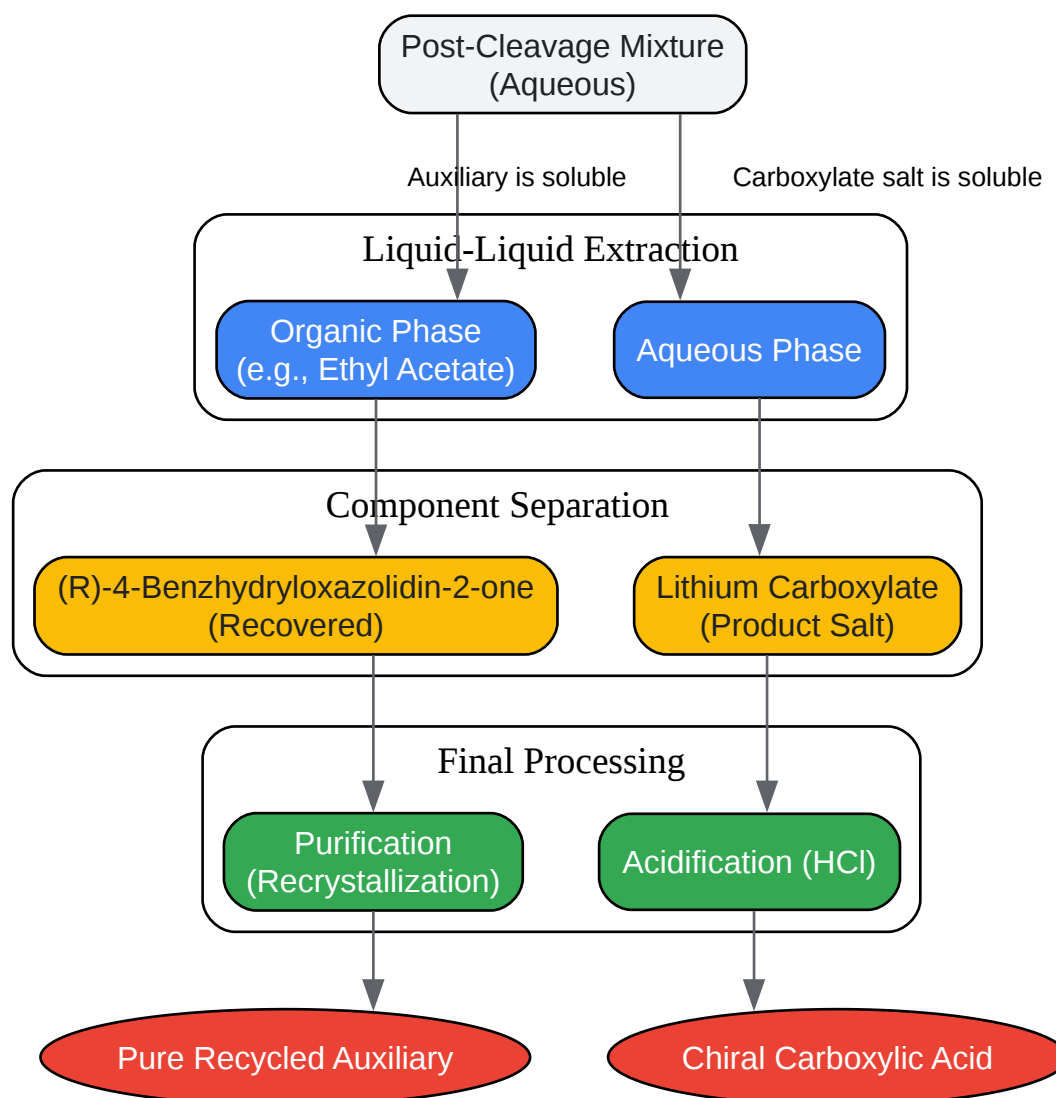 Post-Cleavage Mixture
(Aqueous)
Auxiliary is soluble
Carboxylate salt is soluble
Liquid-Liquid Extraction
Organic Phase
(e.g., Ethyl Acetate)
Aqueous Phase
Component Separation
(R)-4-Benzhydryloxazolidin-2-one
(Recovered)
Lithium Carboxylate
(Product Salt)
Final Processing
Purification
(Recrystallization)
Acidification (HCl)
Pure Recycled Auxiliary
Chiral Carboxylic Acid